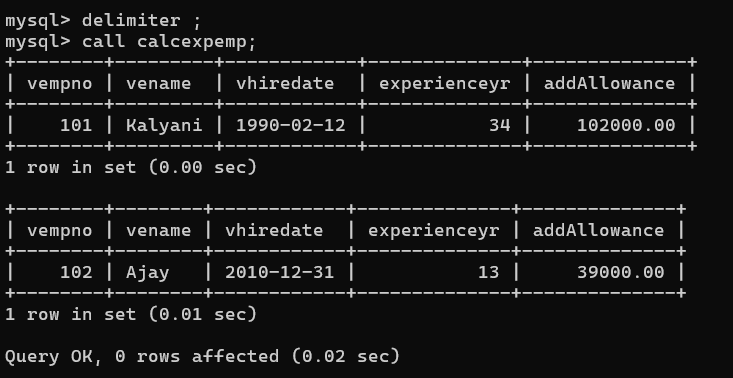 mysql> delimiter ;
mysql> call calcexpemp;
+--------+---------+------------+--------------+--------------+
| vempno | vename  | vhiredate  | experienceyr | addAllowance |
+--------+---------+------------+--------------+--------------+
|    101 | Kalyani | 1990-02-12 |           34 |    102000.00 |
+--------+---------+------------+--------------+--------------+
1 row in set (0.00 sec)
+--------+--------+------------+--------------+--------------+
| vempno | vename | vhiredate  | experienceyr | addAllowance |
+--------+--------+------------+--------------+--------------+
|    102 | Ajay   | 2010-12-31 |           13 |     39000.00 |
+--------+--------+------------+--------------+--------------+
1 row in set (0.01 sec)
Query OK, 0 rows affected (0.02 sec)